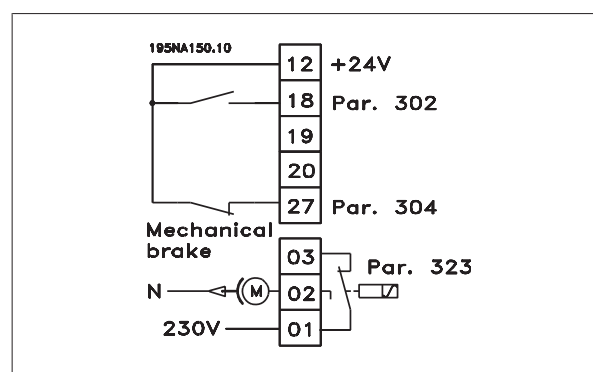 195NA150.10
12 +24V
18 Par. 302
19
20
27 Par. 304
Mechanical
brake
03
Par. 323
N M 02
230V 01